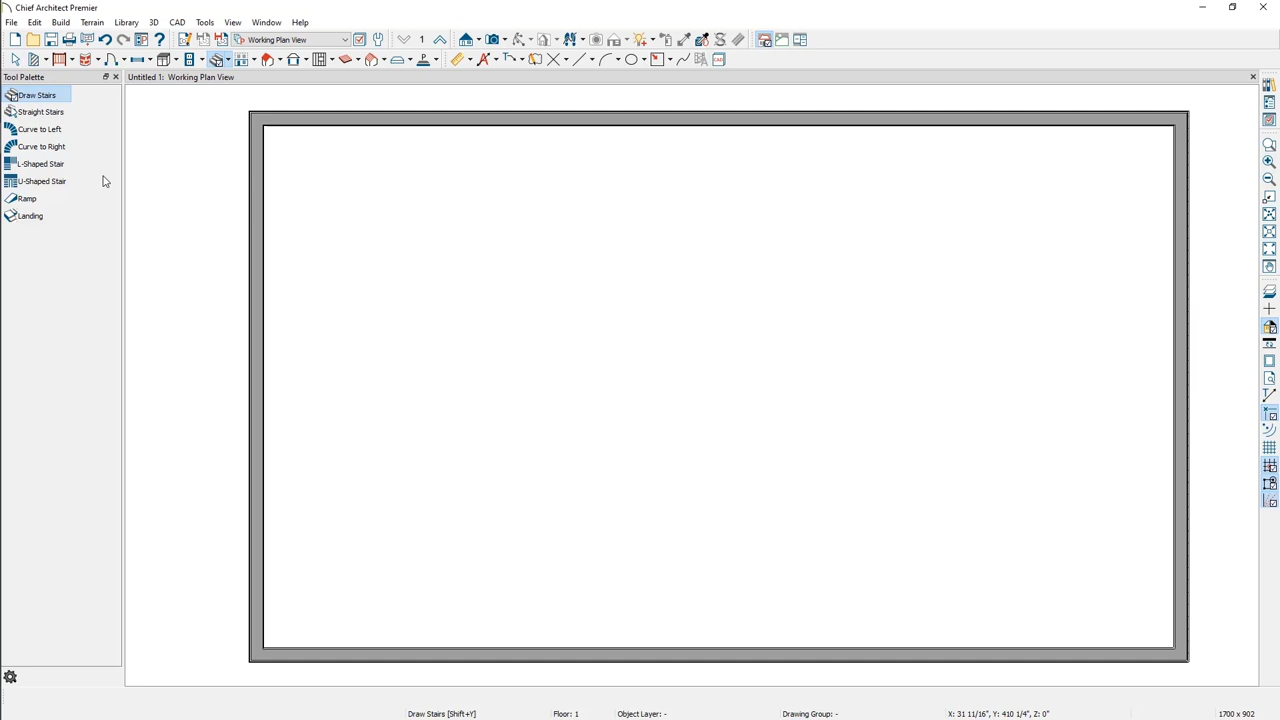 Chief Architect Premier
File Edit Build Terrain Library 3D CAD Tools View Window Help
Working Plan View 1
Tool Palette
Untitled 1: Working Plan View
Draw Stairs
Straight Stairs
Curve to Left
Curve to Right
L-Shaped Stair
U-Shaped Stair
Ramp
Landing
Draw Stairs [Shift+Y] Floor: 1 Object Layer: - Drawing Group: - X: 31 11/16", Y: 410 1/4", Z: 0" 1700 x 902